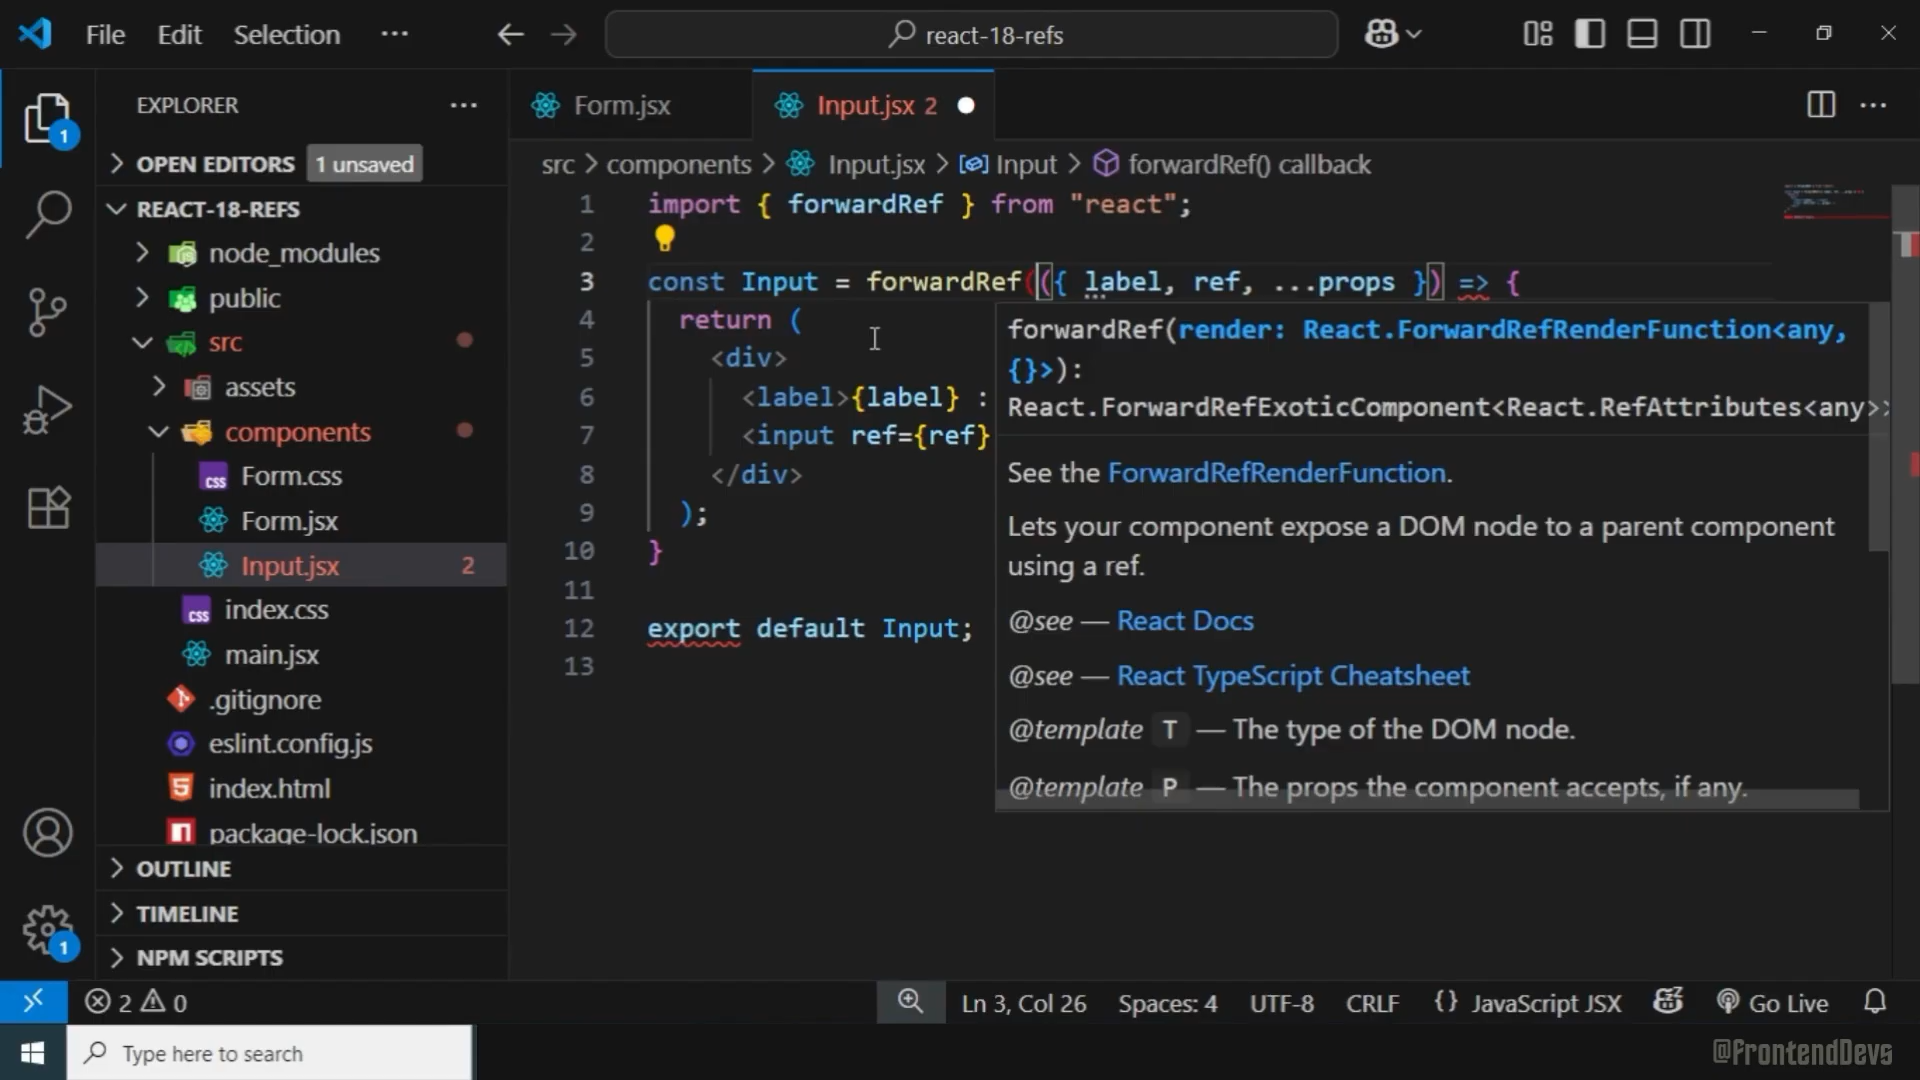 File Edit Selection ···
react-18-refs
EXPLORER
OPEN EDITORS 1 unsaved
REACT-18-REFS
node_modules
public
src
assets
components
Form.css
Form.jsx
Input.jsx 2
index.css
main.jsx
.gitignore
eslint.config.js
index.html
package-lock.json
OUTLINE
TIMELINE
NPM SCRIPTS
1
1
Form.jsx
Input.jsx 2
src > components > Input.jsx > Input > forwardRef() callback
1 import { forwardRef } from "react";
2
3 const Input = forwardRef(({ label, ref, ...props }) => {
4 return (
5 <div>
6 <label>{label} :
7 <input ref={ref}
8 </div>
9 );
10 }
11
12 export default Input;
13
forwardRef(render: React.ForwardRefRenderFunction<any,
{}>):
React.ForwardRefExoticComponent<React.RefAttributes<any>>
See the ForwardRefRenderFunction.
Lets your component expose a DOM node to a parent component
using a ref.
@see — React Docs
@see — React TypeScript Cheatsheet
@template T — The type of the DOM node.
@template P — The props the component accepts, if any.
2 0
Ln 3, Col 26 Spaces: 4 UTF-8 CRLF {} JavaScript JSX Go Live
Type here to search
@FrontendDevs